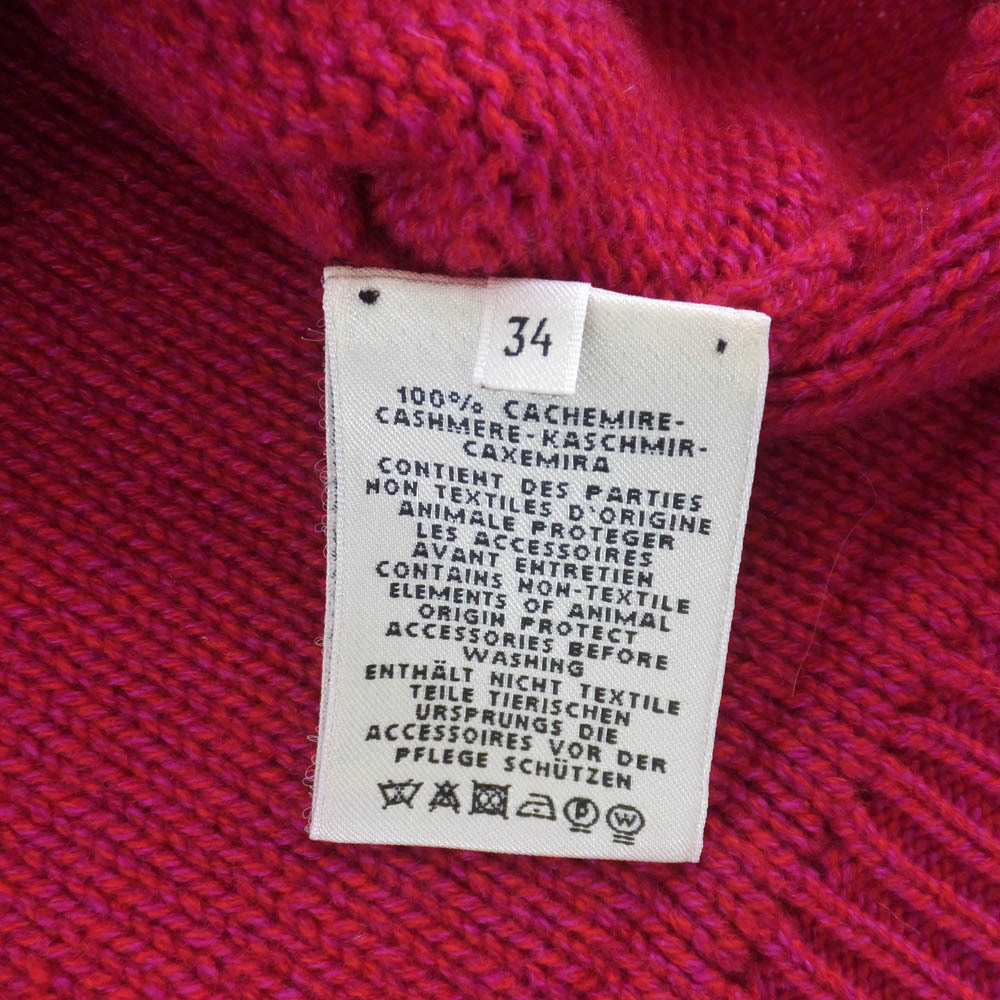 34
100% CACHEMIRE-
CASHMERE-KASCHMIR-
CAXEMIRA
CONTIENT DES PARTIES
NON TEXTILES D'ORIGINE
ANIMALE PROTEGER
LES ACCESSOIRES
AVANT ENTRETIEN
CONTAINS NON-TEXTILE
ELEMENTS OF ANIMAL
ORIGIN PROTECT
ACCESSORIES BEFORE
WASHING
ENTHÄLT NICHT TEXTILE
TEILE TIERISCHEN
URSPRUNGS DIE
ACCESSOIRES VOR DER
PFLEGE SCHÜTZEN
P W